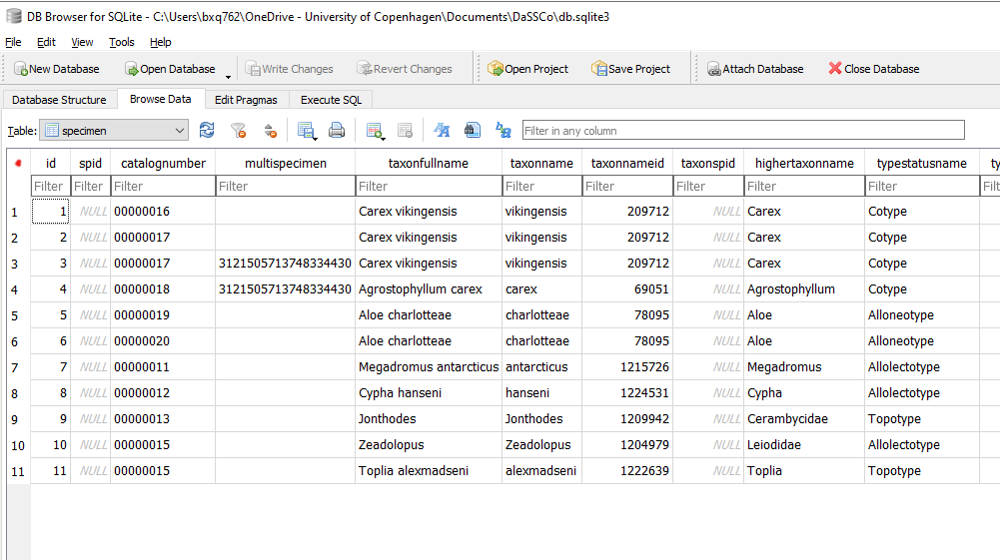 DB Browser for SQLite - C:\Users\bxq762\OneDrive - University of Copenhagen\Documents\DaSSCo\db.sqlite3
File Edit View Tools Help
New Database Open Database Write Changes Revert Changes Open Project Save Project Attach Database Close Database
Database Structure Browse Data Edit Pragmas Execute SQL
Table: specimen Filter in any column
id spid catalognumber multispecimen taxonfullname taxonname taxonnameid taxonspid highertaxonname typestatusname ty
Filter Filter Filter Filter Filter Filter Filter Filter Filter Filter Filt
1 1 NULL 00000016 Carex vikingensis vikingensis 209712 NULL Carex Cotype
2 2 NULL 00000017 Carex vikingensis vikingensis 209712 NULL Carex Cotype
3 3 NULL 00000017 3121505713748334430 Carex vikingensis vikingensis 209712 NULL Carex Cotype
4 4 NULL 00000018 3121505713748334430 Agrostophyllum carex carex 69051 NULL Agrostophyllum Cotype
5 5 NULL 00000019 Aloe charlotteae charlotteae 78095 NULL Aloe Alloneotype
6 6 NULL 00000020 Aloe charlotteae charlotteae 78095 NULL Aloe Alloneotype
7 7 NULL 00000011 Megadromus antarcticus antarcticus 1215726 NULL Megadromus Allolectotype
8 8 NULL 00000012 Cypha hanseni hanseni 1224531 NULL Cypha Allolectotype
9 9 NULL 00000013 Jonthodes Jonthodes 1209942 NULL Cerambycidae Topotype
10 10 NULL 00000015 Zeadolopus Zeadolopus 1204979 NULL Leiodidae Allolectotype
11 11 NULL 00000015 Toplia alexmadseni alexmadseni 1222639 NULL Toplia Topotype